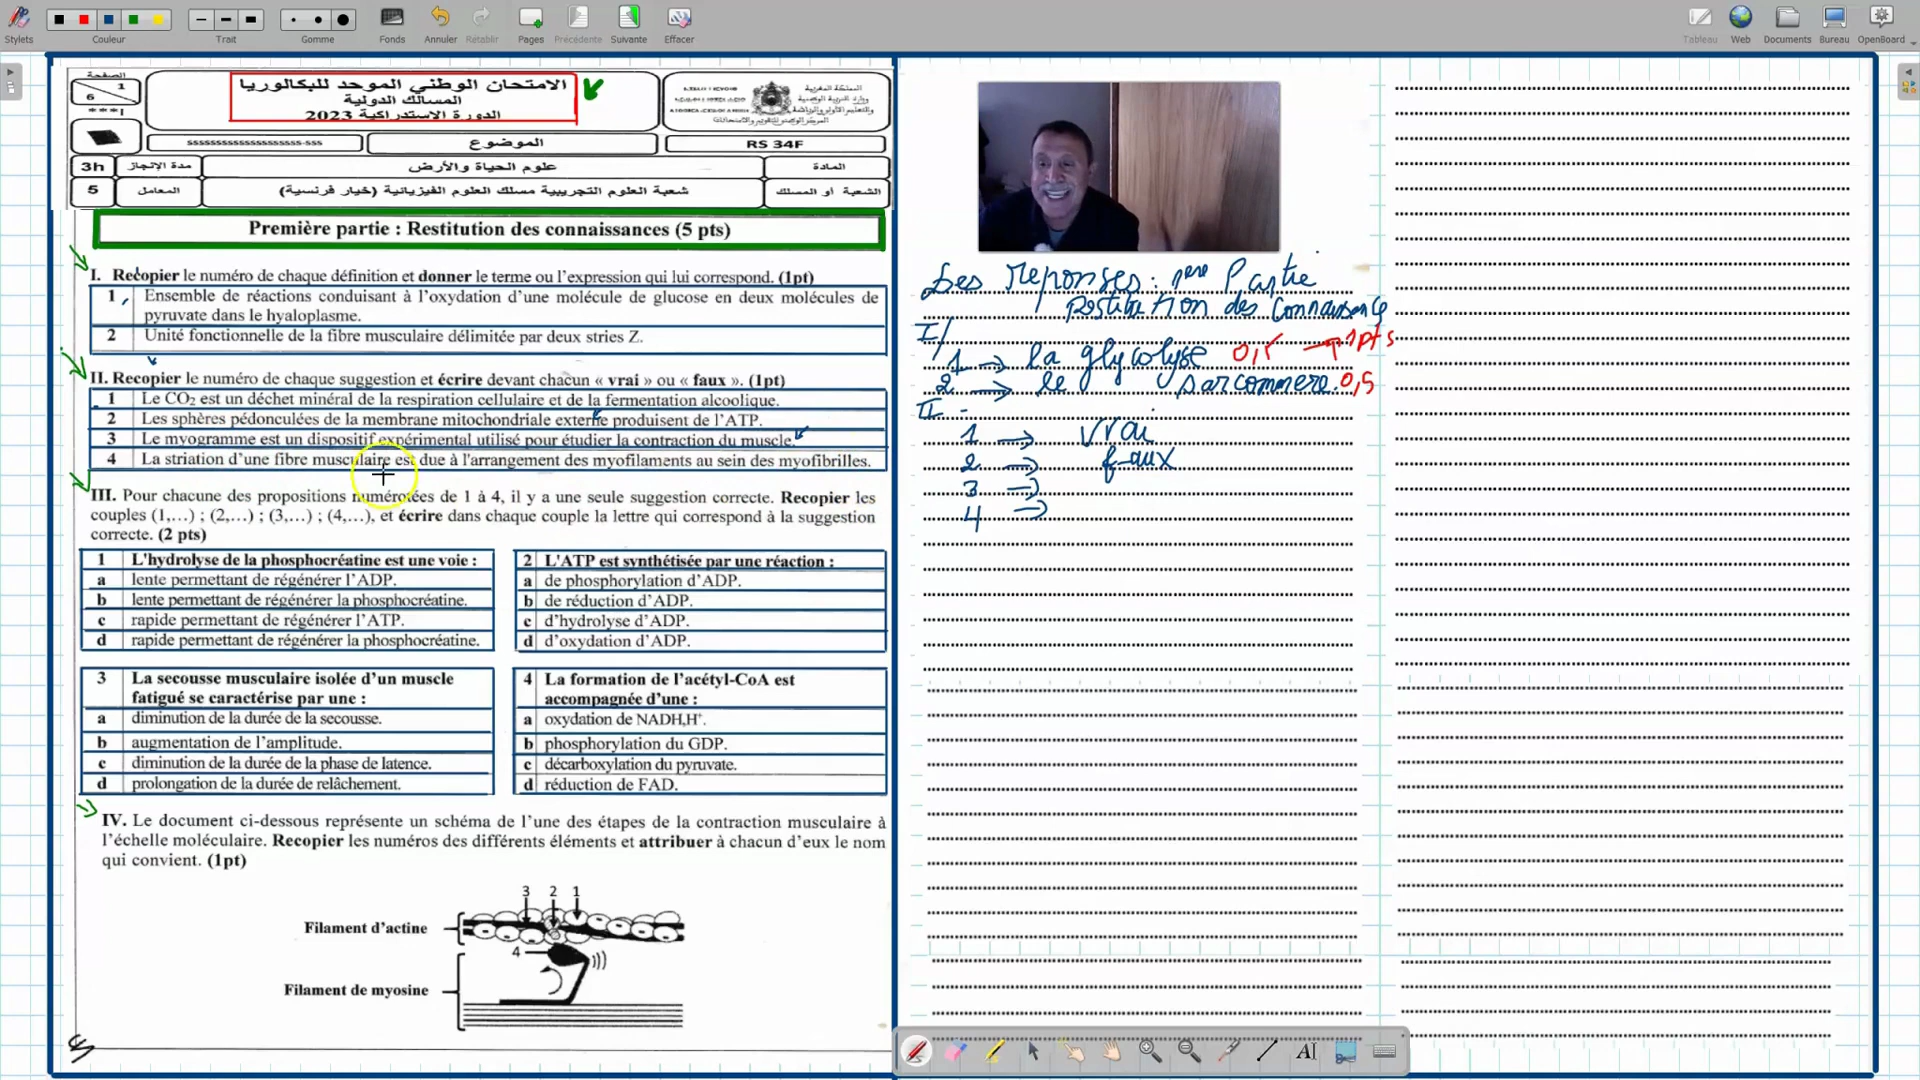 Stylets
Couleur
Trait
Gomme
Fonds
Annuler
Rétablir
Pages
Précédente
Suivante
Effacer
Tableau
Web
Documents
Bureau
OpenBoard
الصفحة
1
6
***I
الامتحان الوطني الموحد للبكالوريا
المسالك الدولية
الدورة الاستدراكية 2023
المملكة المغربية
الموضوع
RS 34F
3h
مدة الإنجاز
علوم الحياة والأرض
المادة
5
المعامل
شعبة العلوم التجريبية مسلك العلوم الفيزيائية (خيار فرنسية)
الشعبة أو المسلك
Première partie : Restitution des connaissances (5 pts)
I. Recopier le numéro de chaque définition et donner le terme ou l'expression qui lui correspond. (1pt)
1 Ensemble de réactions conduisant à l'oxydation d'une molécule de glucose en deux molécules de
pyruvate dans le hyaloplasme.
2 Unité fonctionnelle de la fibre musculaire délimitée par deux stries Z.
II. Recopier le numéro de chaque suggestion et écrire devant chacun « vrai » ou « faux ». (1pt)
1 Le CO2 est un déchet minéral de la respiration cellulaire et de la fermentation alcoolique.
2 Les sphères pédonculées de la membrane mitochondriale externe produisent de l'ATP.
3 Le myogramme est un dispositif expérimental utilisé pour étudier la contraction du muscle.
4 La striation d'une fibre musculaire est due à l'arrangement des myofilaments au sein des myofibrilles.
III. Pour chacune des propositions numérotées de 1 à 4, il y a une seule suggestion correcte. Recopier les
couples (1,...) ; (2,...) ; (3,...) ; (4,...), et écrire dans chaque couple la lettre qui correspond à la suggestion
correcte. (2 pts)
1 L'hydrolyse de la phosphocréatine est une voie :
a lente permettant de régénérer l'ADP.
b lente permettant de régénérer la phosphocréatine.
c rapide permettant de régénérer l'ATP.
d rapide permettant de régénérer la phosphocréatine.
2 L'ATP est synthétisée par une réaction :
a de phosphorylation d'ADP.
b de réduction d'ADP.
c d'hydrolyse d'ADP.
d d'oxydation d'ADP.
3 La secousse musculaire isolée d'un muscle
fatigué se caractérise par une :
a diminution de la durée de la secousse.
b augmentation de l'amplitude.
c diminution de la durée de la phase de latence.
d prolongation de la durée de relâchement.
4 La formation de l'acétyl-CoA est
accompagnée d'une :
a oxydation de NADH,H+.
b phosphorylation du GDP.
c décarboxylation du pyruvate.
d réduction de FAD.
IV. Le document ci-dessous représente un schéma de l'une des étapes de la contraction musculaire à
l'échelle moléculaire. Recopier les numéros des différents éléments et attribuer à chacun d'eux le nom
qui convient. (1pt)
3 2 1
Filament d'actine
4
Filament de myosine
Les Reponses : 1ère Partie
Restitution des connaissance
I/
1 → la glycolyse 0,5 → 1pts
2 → le sarcommere. 0,5
II -
1 → vrai
2 → faux
3 →
4 →